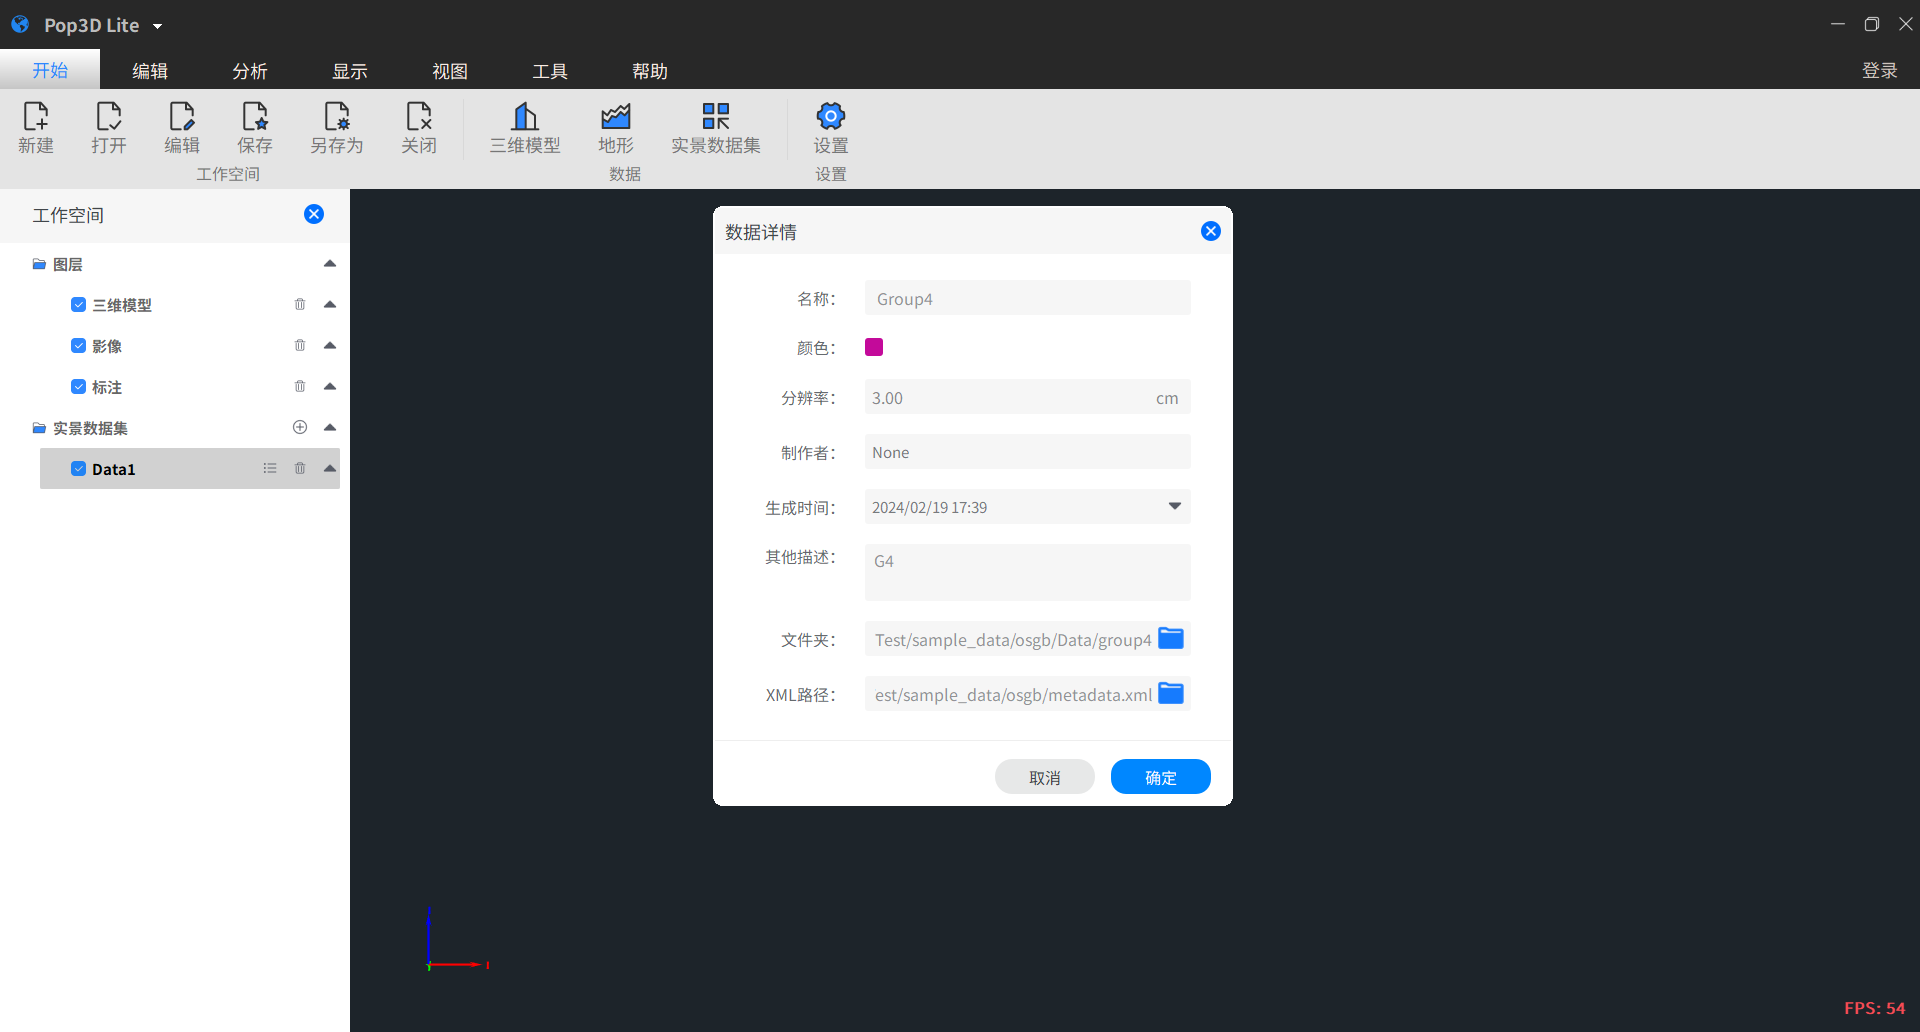 Pop3D Lite
开始 编辑 分析 显示 视图 工具 帮助 登录
新建 打开 编辑 保存 另存为 关闭 三维模型 地形 实景数据集 设置
工作空间 数据 设置
工作空间
图层
三维模型
影像
标注
实景数据集
Data1
数据详情
名称： Group4
颜色：
分辨率： 3.00 cm
制作者： None
生成时间： 2024/02/19 17:39
其他描述： G4
文件夹： Test/sample_data/osgb/Data/group4
XML路径： est/sample_data/osgb/metadata.xml
取消 确定
FPS: 54